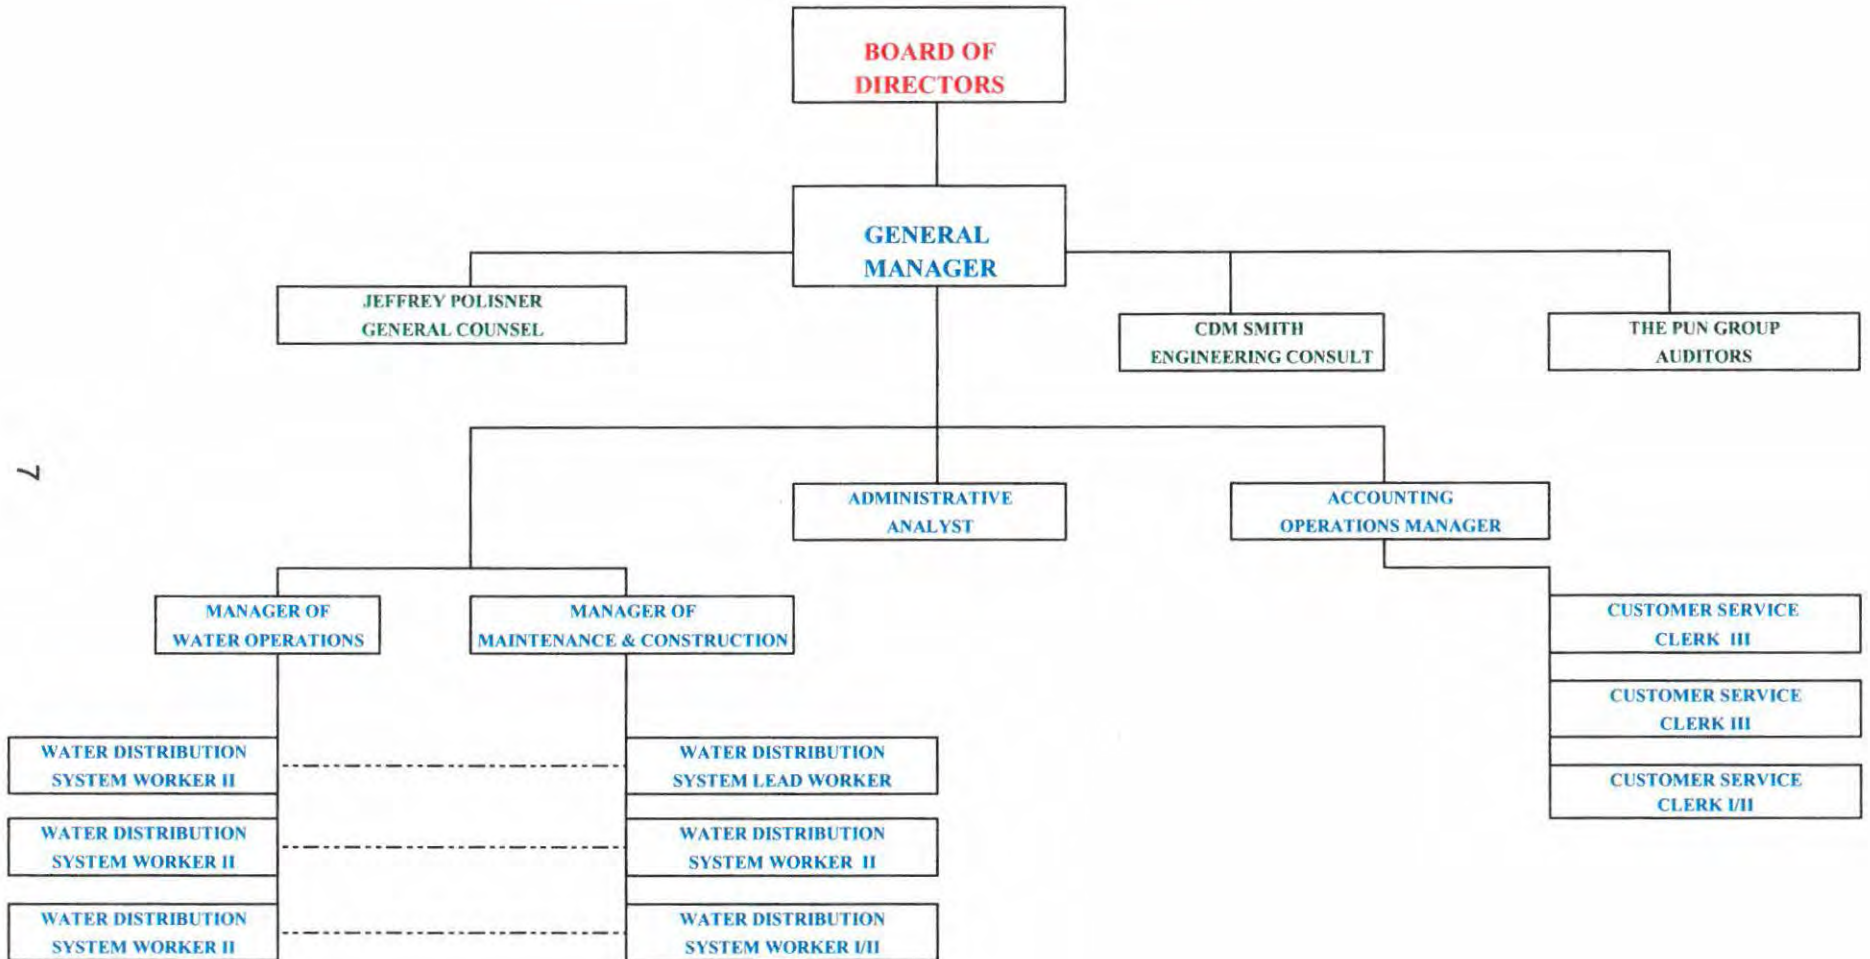 BOARD OF
DIRECTORS
GENERAL
MANAGER
JEFFREY POLISNER
GENERAL COUNSEL
CDM SMITH
ENGINEERING CONSULT
THE PUN GROUP
AUDITORS
7
ADMINISTRATIVE
ANALYST
ACCOUNTING
OPERATIONS MANAGER
MANAGER OF
WATER OPERATIONS
MANAGER OF
MAINTENANCE & CONSTRUCTION
CUSTOMER SERVICE
CLERK III
CUSTOMER SERVICE
CLERK III
CUSTOMER SERVICE
CLERK I/II
WATER DISTRIBUTION
SYSTEM WORKER II
WATER DISTRIBUTION
SYSTEM LEAD WORKER
WATER DISTRIBUTION
SYSTEM WORKER II
WATER DISTRIBUTION
SYSTEM WORKER II
WATER DISTRIBUTION
SYSTEM WORKER II
WATER DISTRIBUTION
SYSTEM WORKER I/II